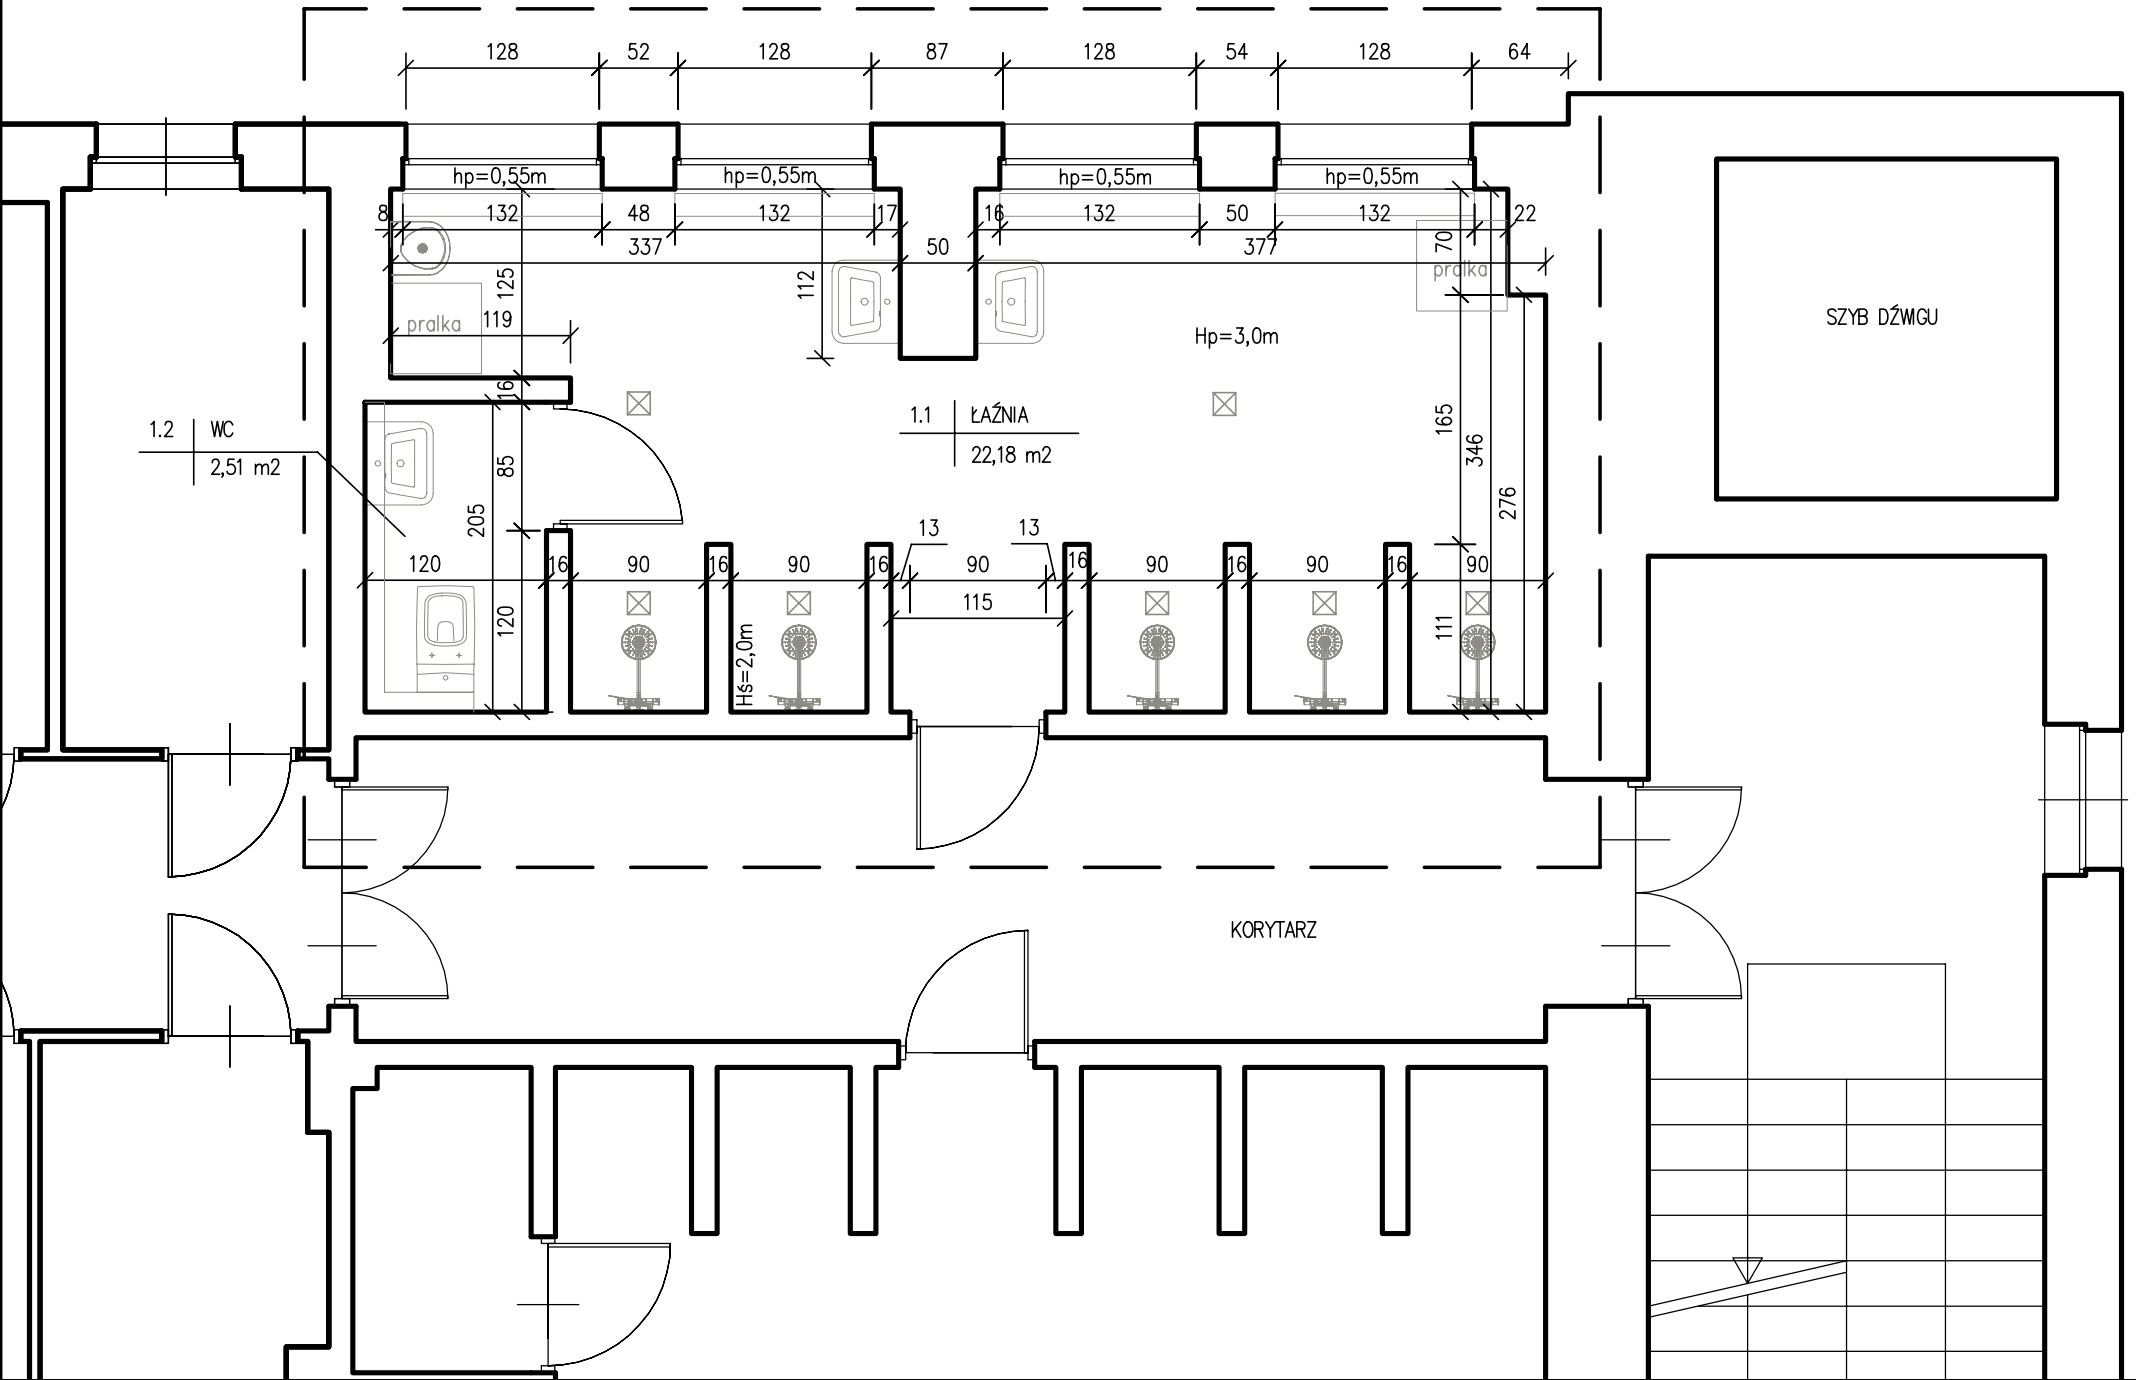 128 52 128 87 128 54 128 64
hp=0,55m hp=0,55m hp=0,55m hp=0,55m
8 132 48 132 17 16 132 50 132 22
337 50 377
125
112
70
pralka
pralka
119
Hp=3,0m
SZYB DŹWIGU
16
1.2 WC
2,51 m2
1.1 ŁAŹNIA
22,18 m2
85
165
346
276
205
13 13
120 16 90 16 90 16 90 16 90 16 90 16 90
115
120
111
Hś=2,0m
KORYTARZ